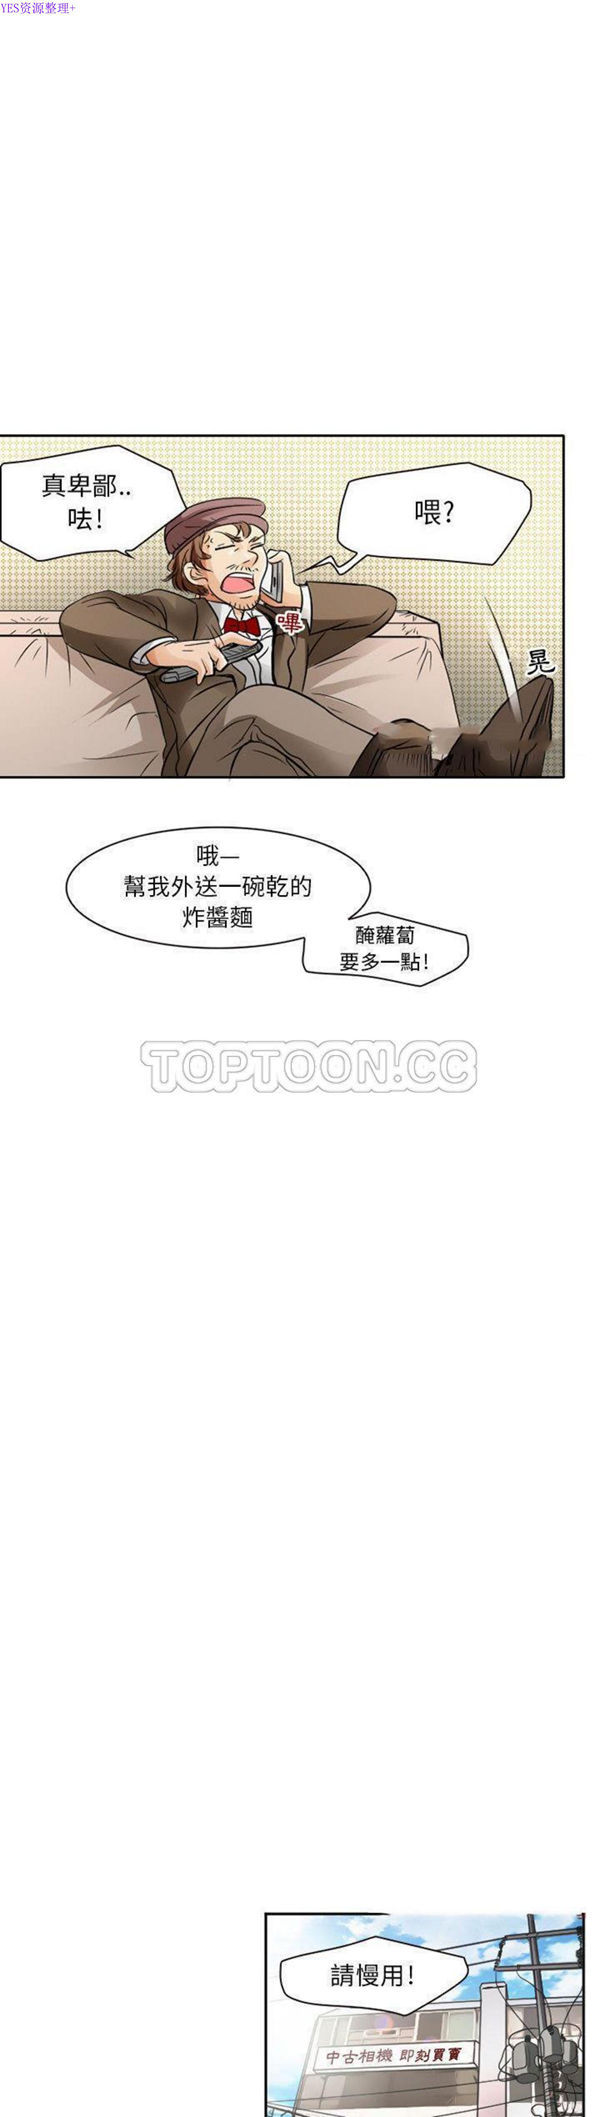 YES资源整理+
真卑鄙..
呿!
喂?
嗶
晃
哦—
幫我外送一碗乾的
炸醬麵
醃蘿蔔
要多一點!
TOPTOON.CC
請慢用!
中古相機 即刻買賣